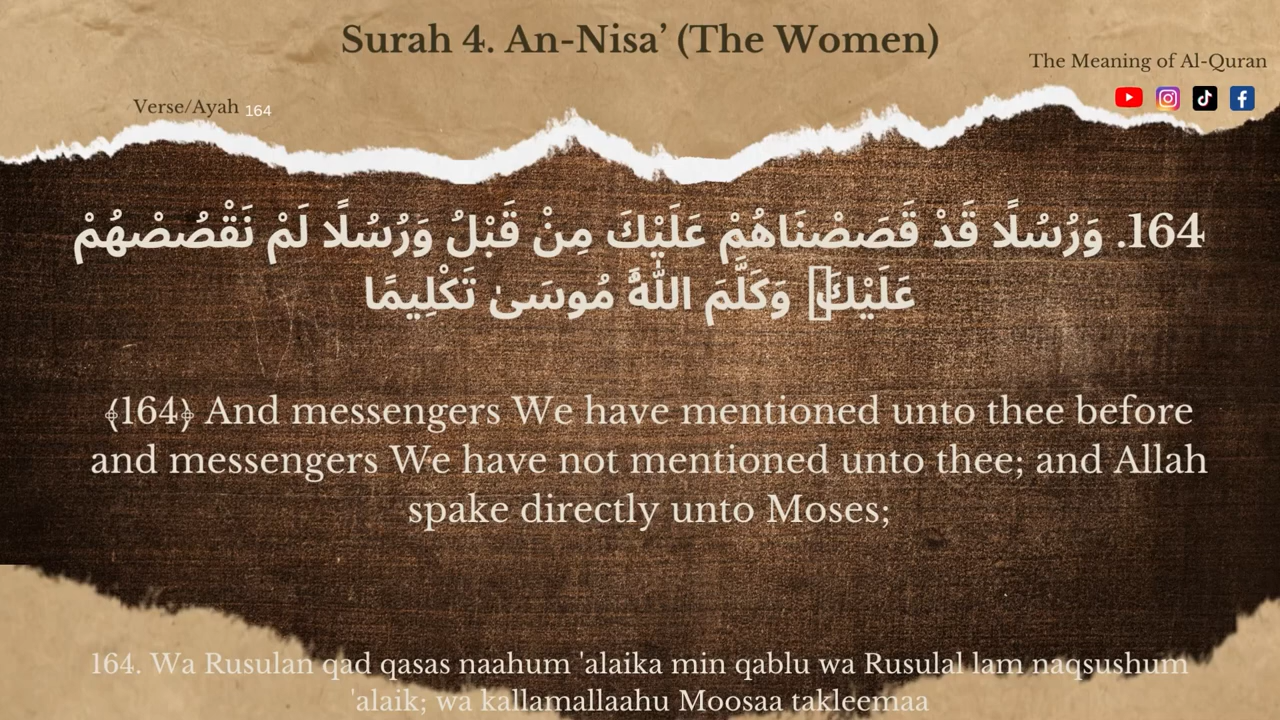 Surah 4. An-Nisa’ (The Women)
The Meaning of Al-Quran
Verse/Ayah 164
164. وَرُسُلًا قَدْ قَصَصْنَاهُمْ عَلَيْكَ مِنْ قَبْلُ وَرُسُلًا لَمْ نَقْصُصْهُمْ
عَلَيْكَ وَكَلَّمَ اللَّهُ مُوسَىٰ تَكْلِيمًا
﴾164﴿ And messengers We have mentioned unto thee before
and messengers We have not mentioned unto thee; and Allah
spake directly unto Moses;
164. Wa Rusulan qad qasas naahum 'alaika min qablu wa Rusulal lam naqsushum
'alaik; wa kallamallaahu Moosaa takleemaa